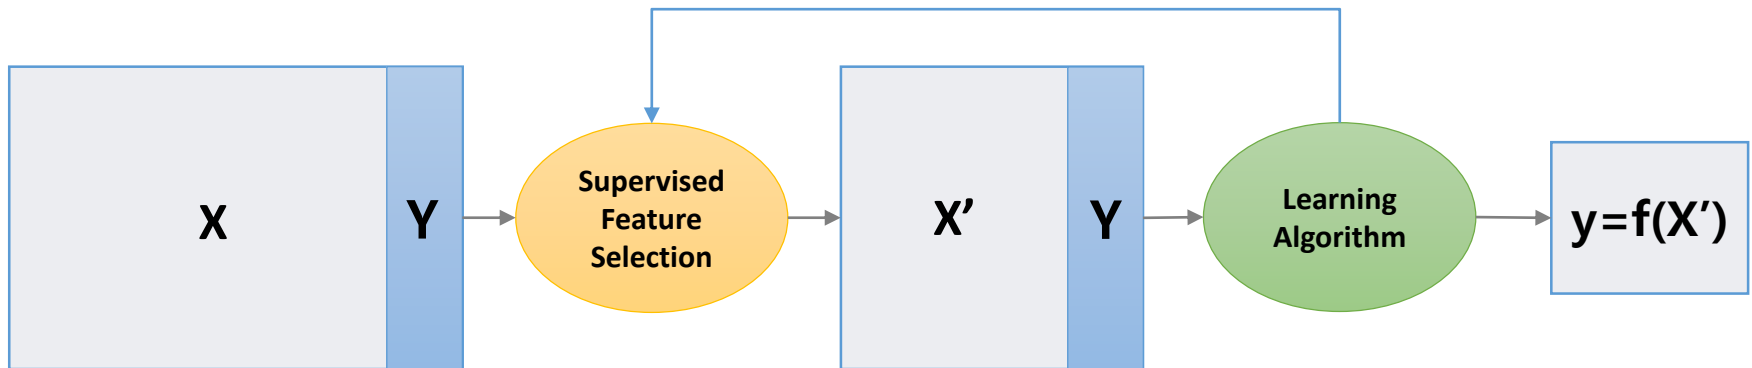 X
Y
Supervised
Feature
Selection
X’
Y
Learning
Algorithm
y=f(X’)